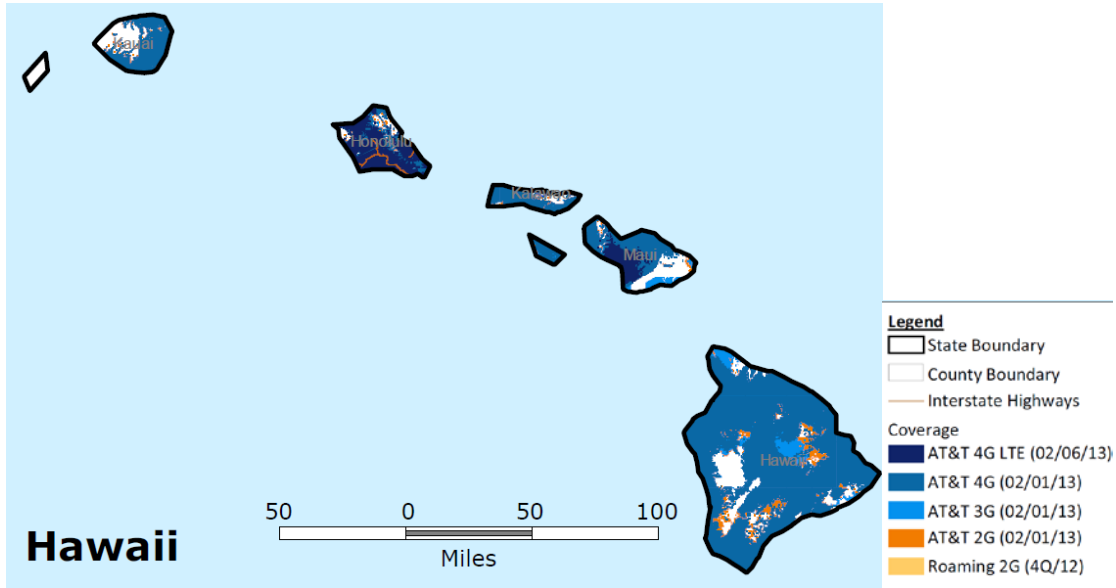 Kauai
Honolulu
Kalawao
Maui
Hawaii
50 0 50 100
Miles
Hawaii
Legend
State Boundary
County Boundary
Interstate Highways
Coverage
AT&T 4G LTE (02/06/13)
AT&T 4G (02/01/13)
AT&T 3G (02/01/13)
AT&T 2G (02/01/13)
Roaming 2G (4Q/12)